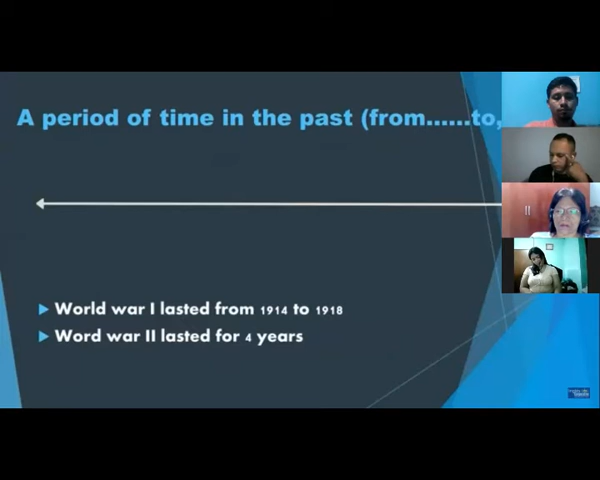 A period of time in the past (from......to,
World war I lasted from 1914 to 1918
Word war II lasted for 4 years